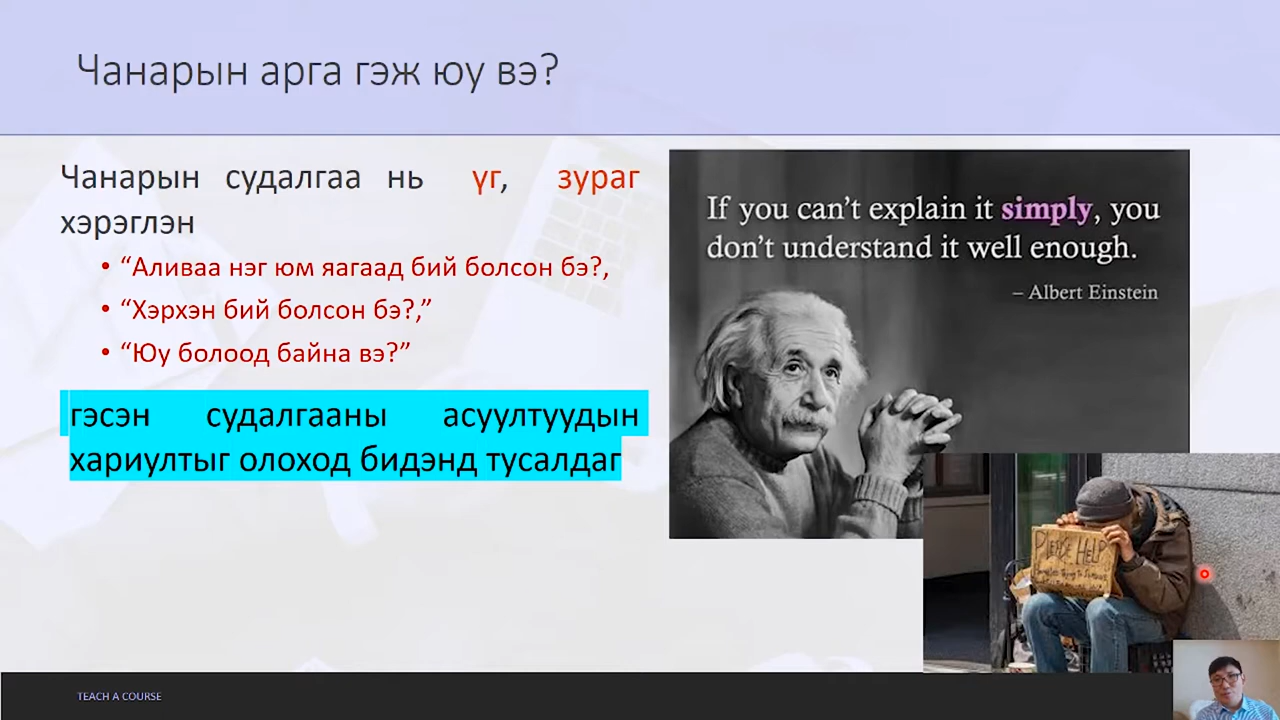 Чанарын арга гэж юу вэ?
Чанарын судалгаа нь үг, зураг
хэрэглэн
• “Аливаа нэг юм яагаад бий болсон бэ?,
• “Хэрхэн бий болсон бэ?,”
• “Юу болоод байна вэ?”
гэсэн судалгааны асуултуудын
хариултыг олоход бидэнд тусалдаг
If you can’t explain it simply, you
don’t understand it well enough.
– Albert Einstein
PLEASE HELP
TEACH A COURSE